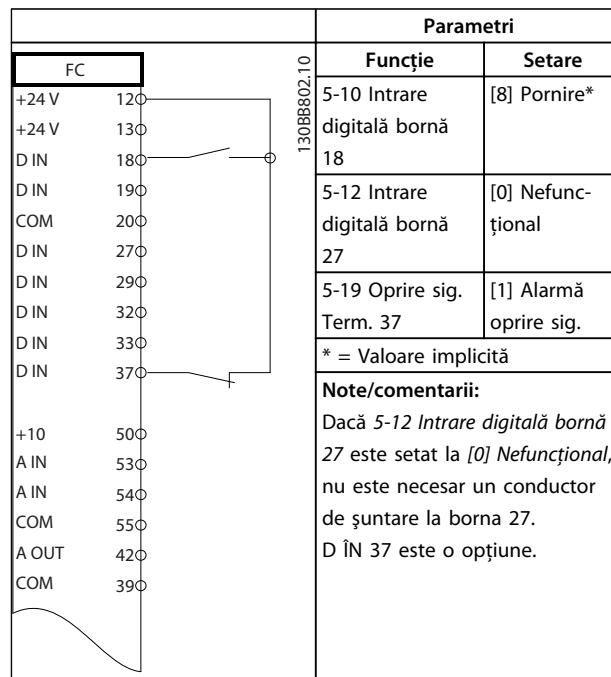 FC
+24 V 12
+24 V 13
D IN 18
D IN 19
COM 20
D IN 27
D IN 29
D IN 32
D IN 33
D IN 37
+10 50
A IN 53
A IN 54
COM 55
A OUT 42
COM 39
130BB802.10
Parametri
Funcție Setare
5-10 Intrare [8] Pornire*
digitală bornă
18
5-12 Intrare [0] Nefunc-
digitală bornă țional
27
5-19 Oprire sig. [1] Alarmă
Term. 37 oprire sig.
* = Valoare implicită
Note/comentarii:
Dacă 5-12 Intrare digitală bornă
27 este setat la [0] Nefuncțional,
nu este necesar un conductor
de şuntare la borna 27.
D ÎN 37 este o opțiune.